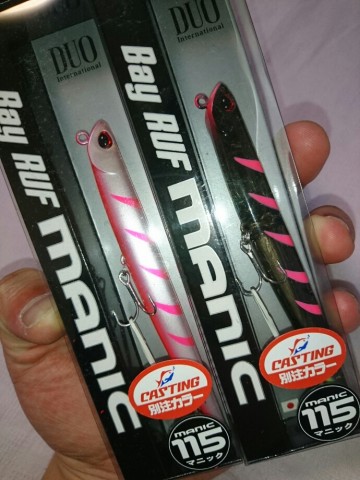 DUO
International
Bay RUF
manic
CASTING
別注カラー
manic
115
マニック
DUO
International
Bay RUF
manic
CASTING
別注カラー
manic
115
マニック